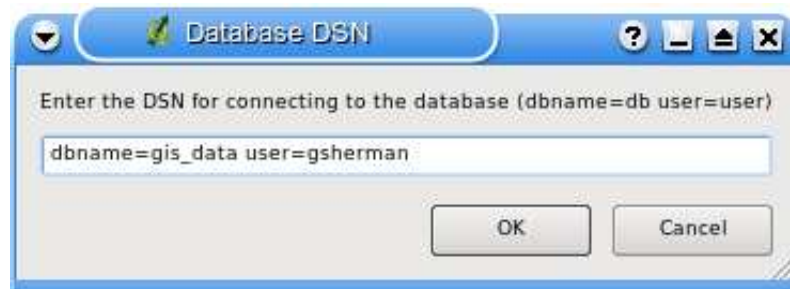 Database DSN
Enter the DSN for connecting to the database (dbname=db user=user)
dbname=gis_data user=gsherman
OK Cancel